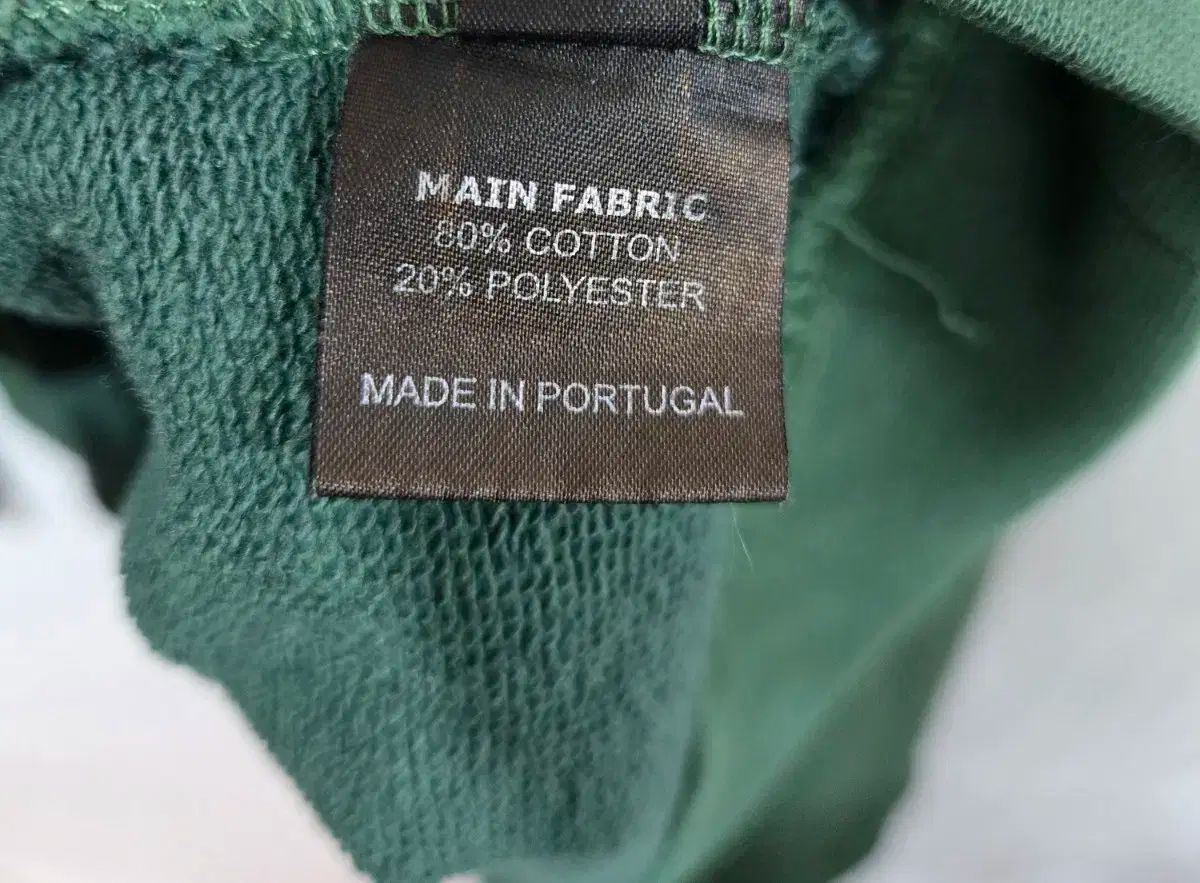 MAIN FABRIC
80% COTTON
20% POLYESTER
MADE IN PORTUGAL